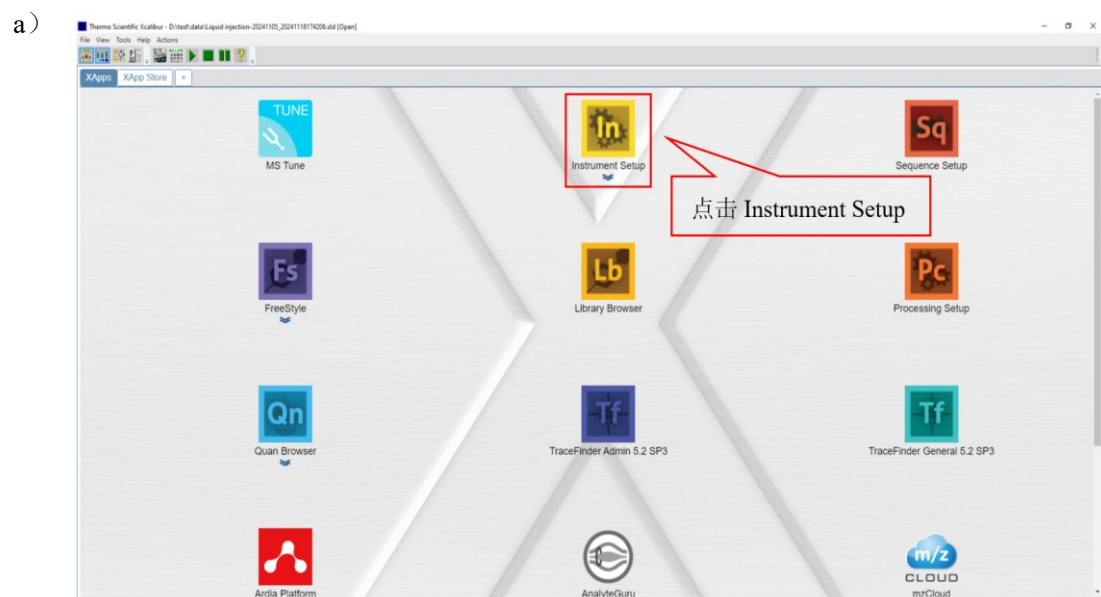 a）
Thermo Scientific Xcalibur - D:\test\data\Liquid injection-20241105_20241118174206.sld [Open]
File View Tools Help Actions
XApps XApp Store +
TUNE
MS Tune
In
Instrument Setup
Sq
Sequence Setup
点击 Instrument Setup
Fs
FreeStyle
Lb
Library Browser
Pc
Processing Setup
Qn
Quan Browser
Tf
TraceFinder Admin 5.2 SP3
Tf
TraceFinder General 5.2 SP3
Ardia Platform
AnalyteGuru
m/z
CLOUD
mzCloud